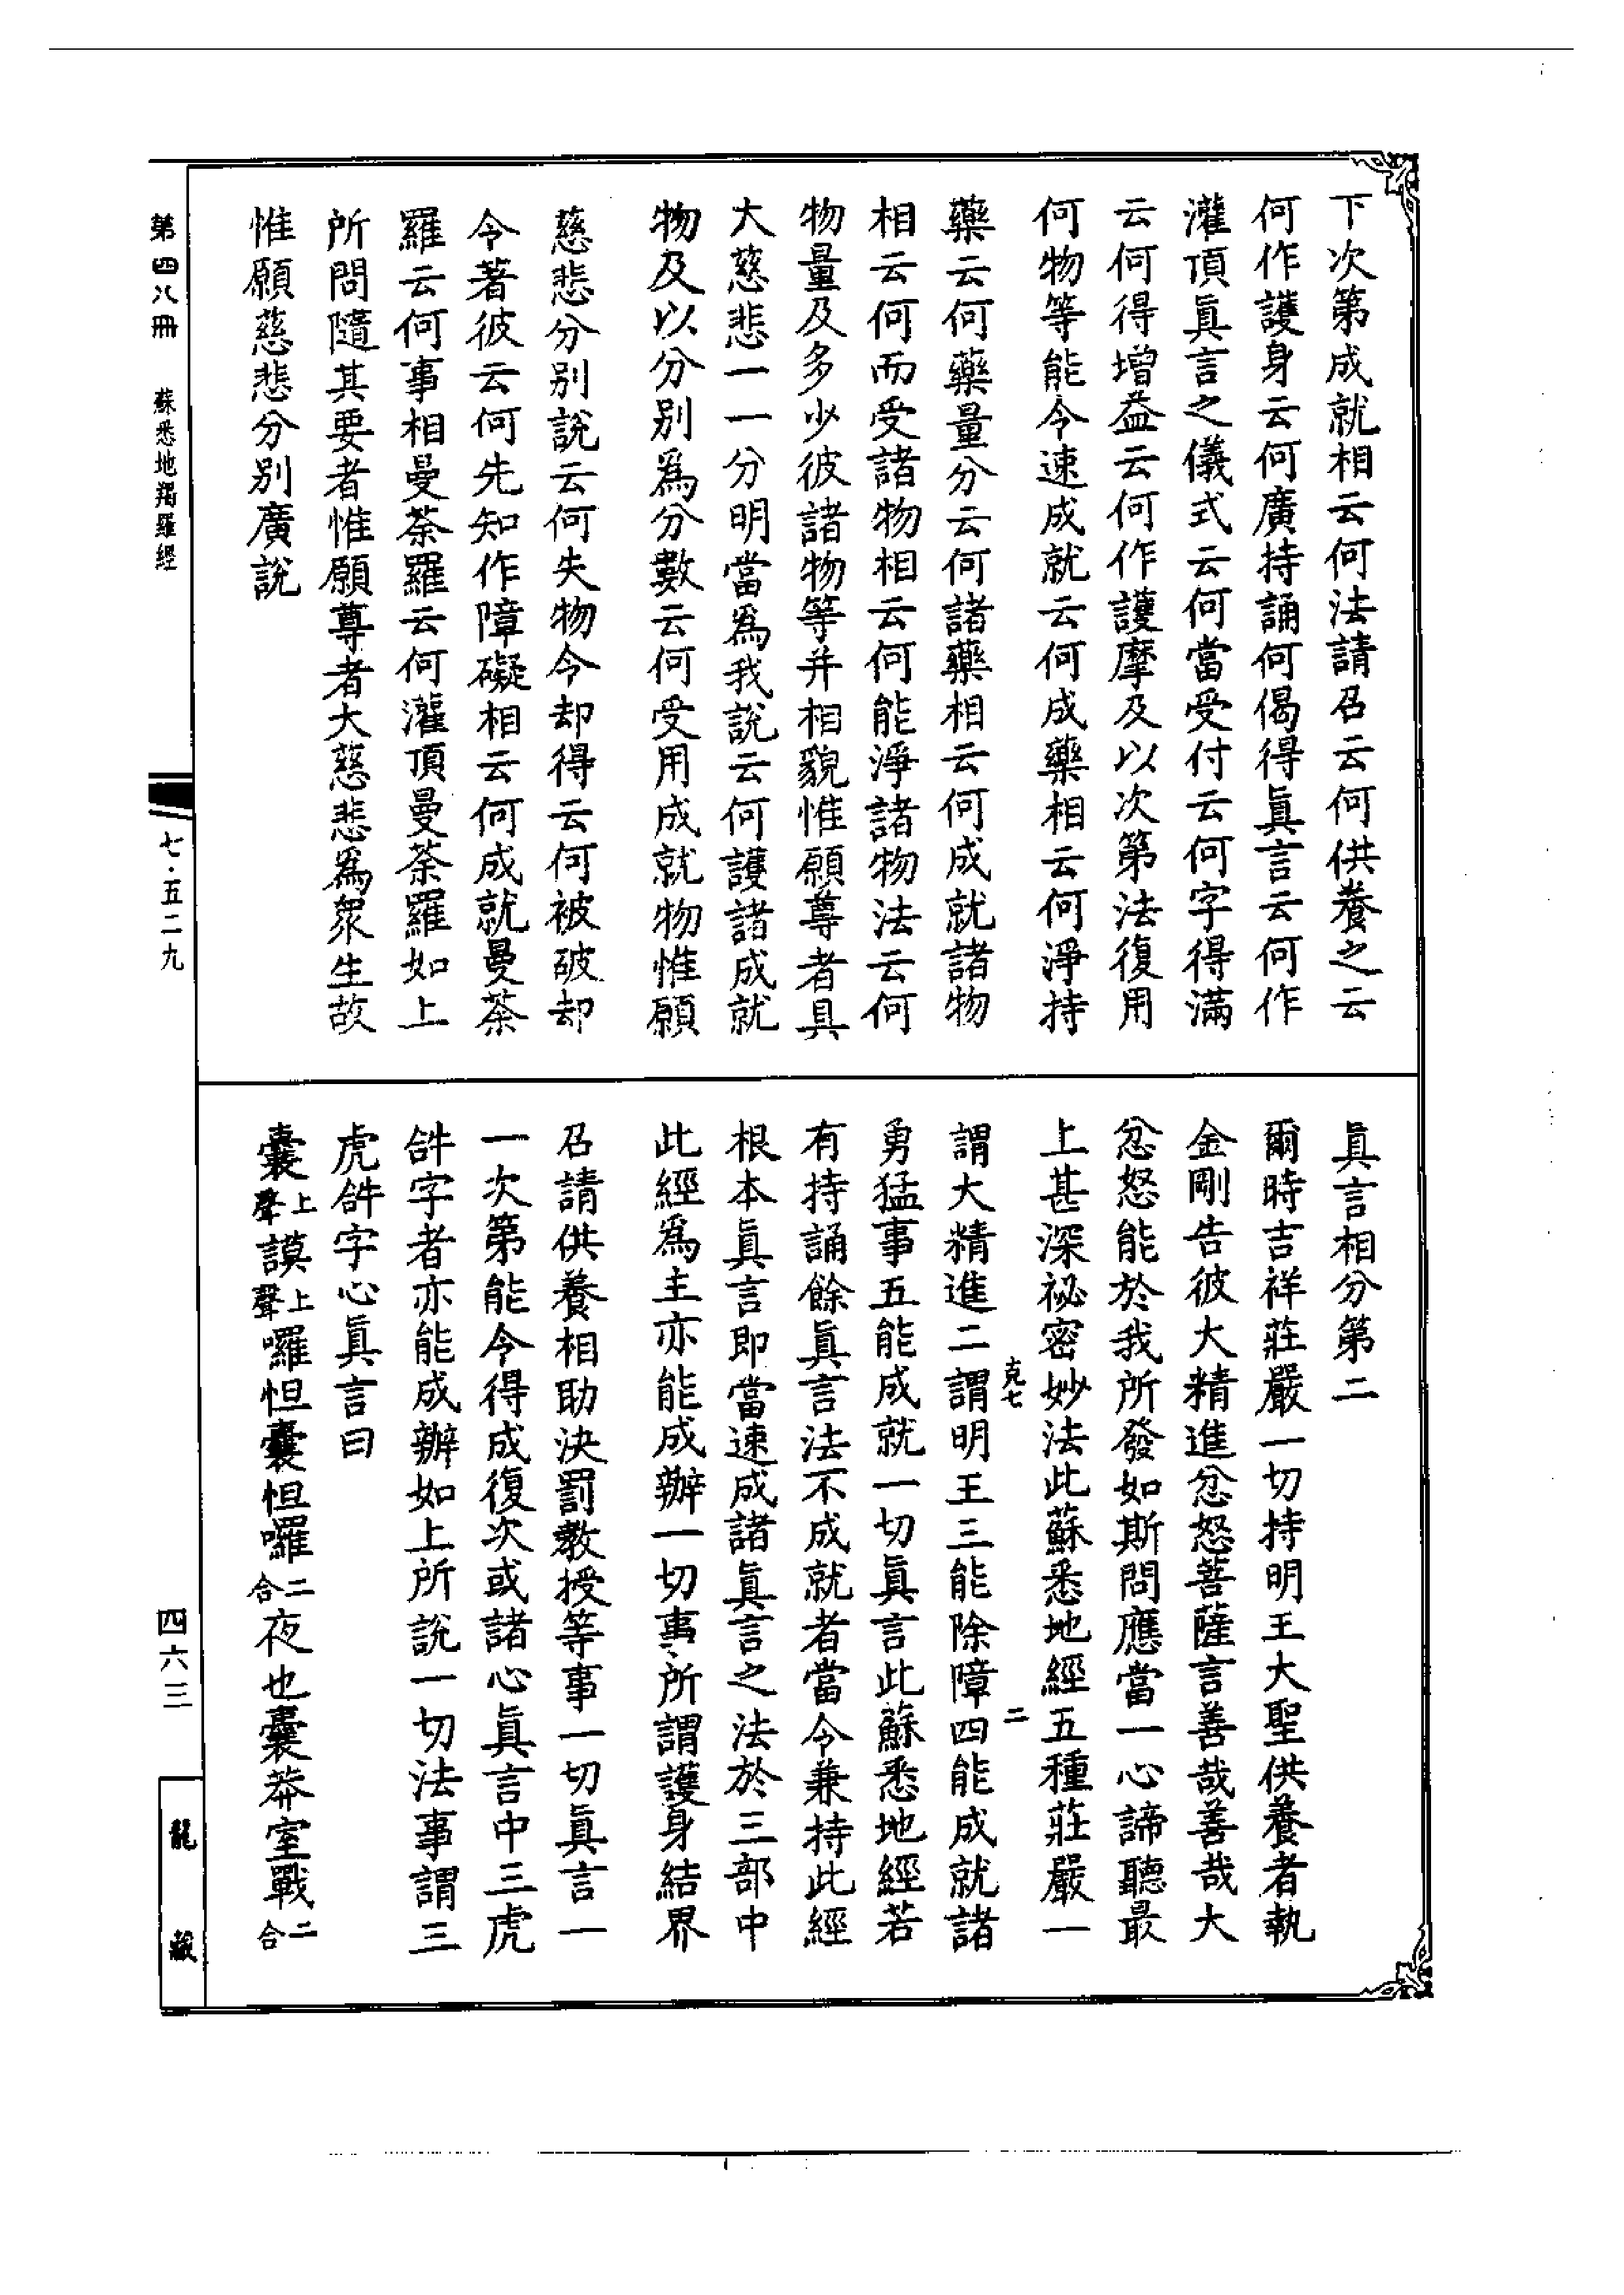 下次第成就相云何法請召云何供養之云
何作護身云何廣持誦何偈得眞言云何作
灌頂眞言之儀式云何當受付云何字得滿
云何得增益云何作護摩及以次第法復用
何物等能令速成就云何成藥相云何淨持
藥云何藥量分云何諸藥相云何成就諸物
相云何而受諸物相云何能淨諸物法云何
物量及多少彼諸物等并相貌惟願尊者具
大慈悲一一分明當爲我說云何護諸成就
物及以分別爲分數云何受用成就物惟願
慈悲分別說云何失物令却得云何被破却
令著彼云何先知作障礙相云何成就曼荼
羅云何事相曼荼羅云何灌頂曼荼羅如上
所問隨其要者惟願尊者大慈悲爲衆生故
惟願慈悲分別廣說
眞言相分第二
爾時吉祥莊嚴一切持明王大聖供養者執
金剛告彼大精進忿怒菩薩言善哉善哉大
忿怒能於我所發如斯問應當一心諦聽最
上甚深祕密妙法此蘇悉地經五種莊嚴一
克七 二
謂大精進二謂明王三能除障四能成就諸
勇猛事五能成就一切眞言此蘇悉地經若
有持誦餘眞言法不成就者當令兼持此經
根本眞言即當速成諸眞言之法於三部中
此經爲主亦能成辦一切事所謂護身結界
召請供養相助決罰教授等事一切眞言一
一次第能令得成復次或諸心眞言中三虎
𤙖字者亦能成辦如上所說一切法事謂三
虎𤙖字心眞言曰
囊上聲謨上聲囉怛囊怛囉二合夜也囊莽室戰二合
第四八冊 蘇悉地羯羅經
七·五二九
四六三
龍藏